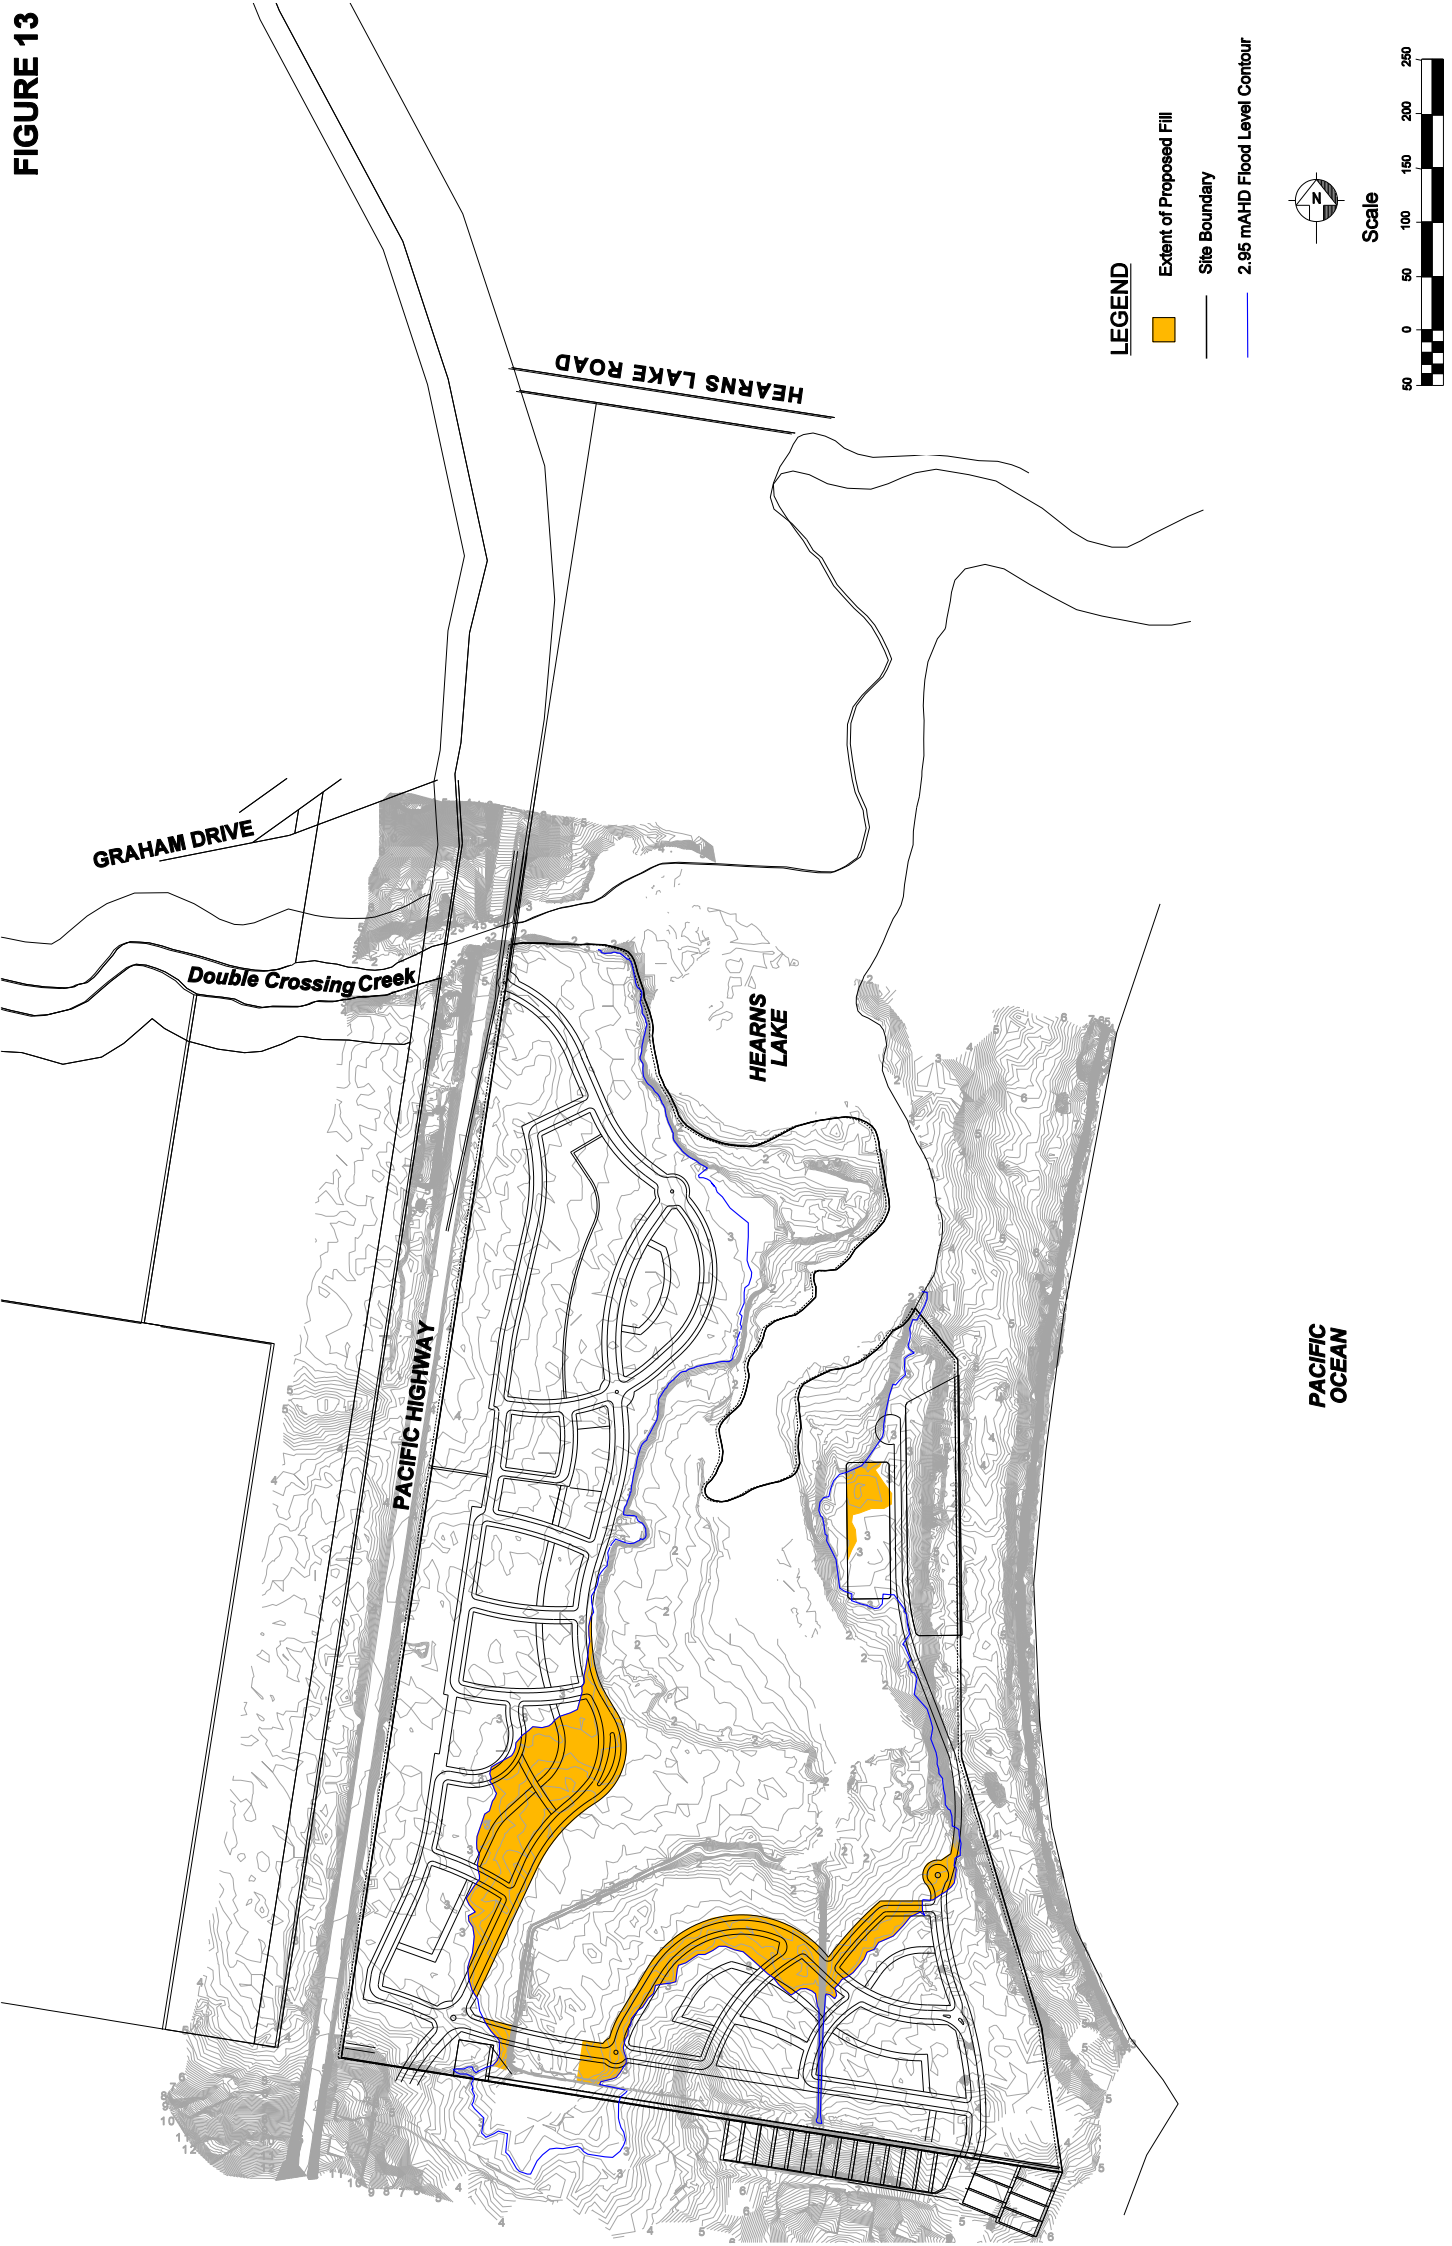 FIGURE 13
GRAHAM DRIVE
Double Crossing Creek
PACIFIC HIGHWAY
HEARNS LAKE ROAD
HEARNS
LAKE
PACIFIC
OCEAN
LEGEND
Extent of Proposed Fill
Site Boundary
2.95 mAHD Flood Level Contour
N
Scale
50 0 50 100 150 200 250